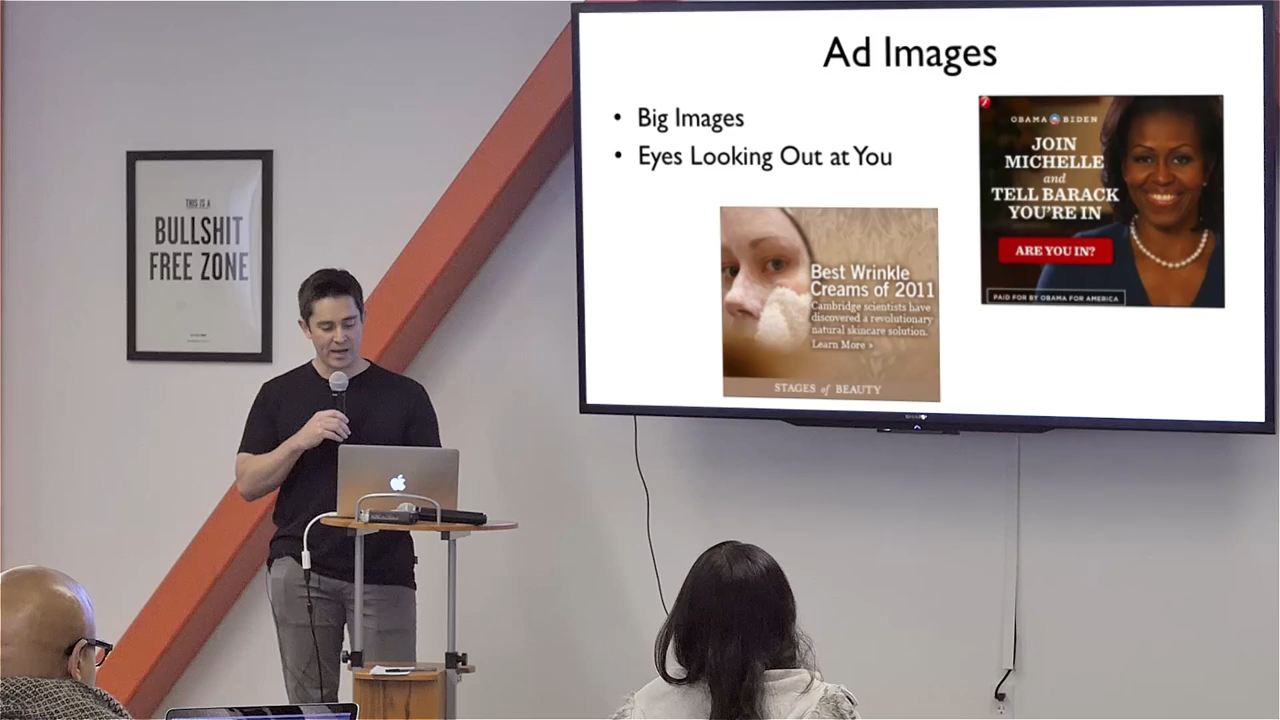 THIS IS A
BULLSHIT
FREE ZONE
Ad Images
• Big Images
• Eyes Looking Out at You
OBAMA BIDEN
JOIN
MICHELLE
and
TELL BARACK
YOU'RE IN
ARE YOU IN?
PAID FOR BY OBAMA FOR AMERICA
Best Wrinkle
Creams of 2011
Cambridge scientists have
discovered a revolutionary
natural skincare solution.
Learn More »
STAGES of BEAUTY
SHARP